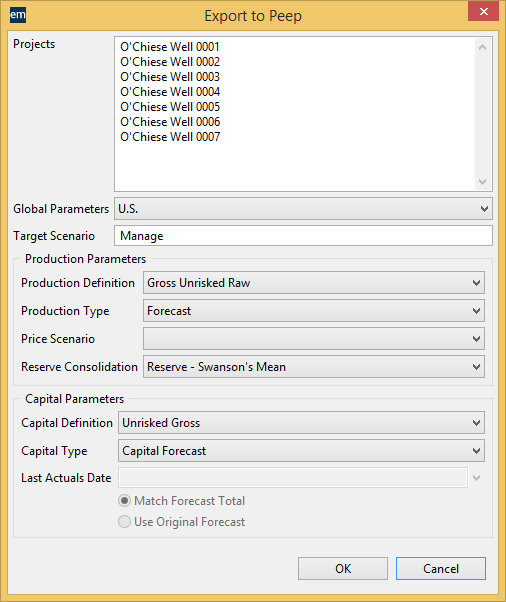 em
Export to Peep
Projects
O'Chiese Well 0001
O'Chiese Well 0002
O'Chiese Well 0003
O'Chiese Well 0004
O'Chiese Well 0005
O'Chiese Well 0006
O'Chiese Well 0007
Global Parameters U.S.
Target Scenario Manage
Production Parameters
Production Definition Gross Unrisked Raw
Production Type Forecast
Price Scenario
Reserve Consolidation Reserve - Swanson's Mean
Capital Parameters
Capital Definition Unrisked Gross
Capital Type Capital Forecast
Last Actuals Date
Match Forecast Total
Use Original Forecast
OK Cancel